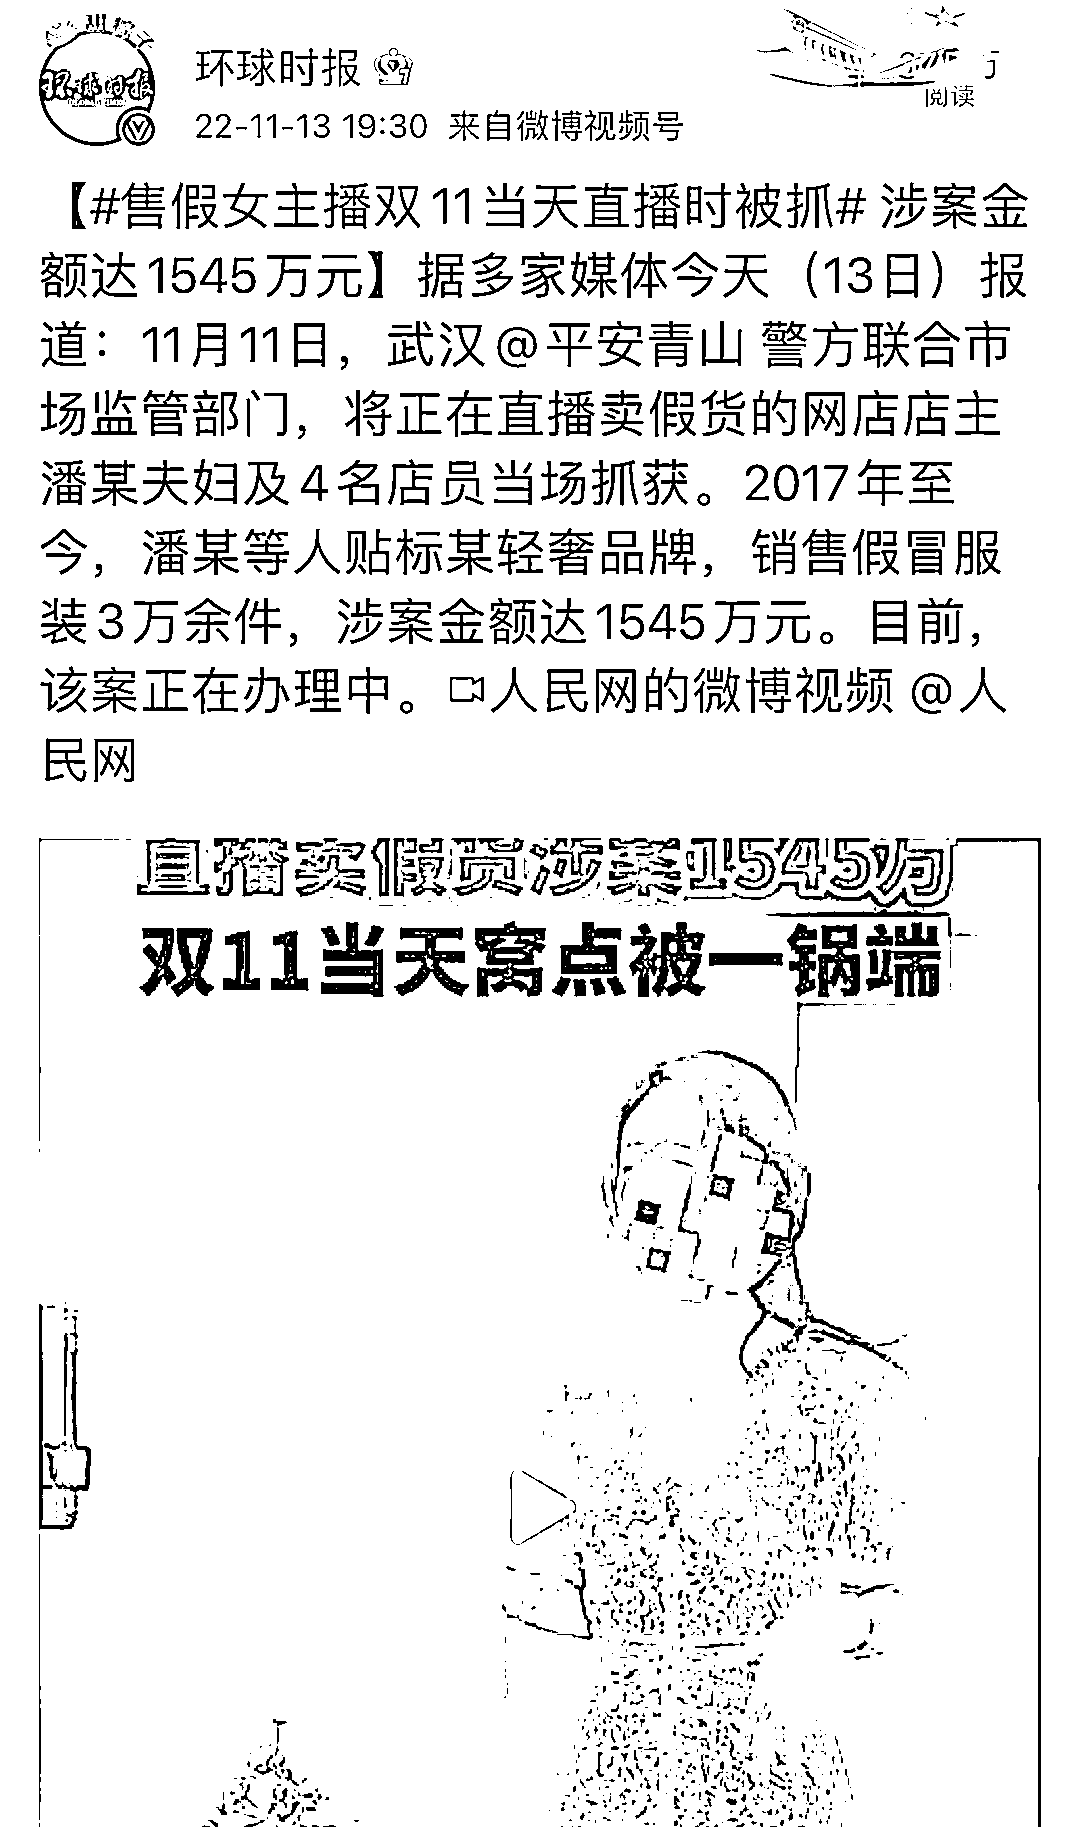 环球时报
环球时报
22-11-13 19:30 来自微博视频号
阅读
【#售假女主播双11当天直播时被抓# 涉案金
额达1545万元】据多家媒体今天（13日）报
道：11月11日，武汉@平安青山 警方联合市
场监管部门，将正在直播卖假货的网店店主
潘某夫妇及4名店员当场抓获。2017年至
今，潘某等人贴标某轻奢品牌，销售假冒服
装3万余件，涉案金额达1545万元。目前，
该案正在办理中。人民网的微博视频 @人
民网
直播卖假货涉案1545万
双11当天窝点被一锅端